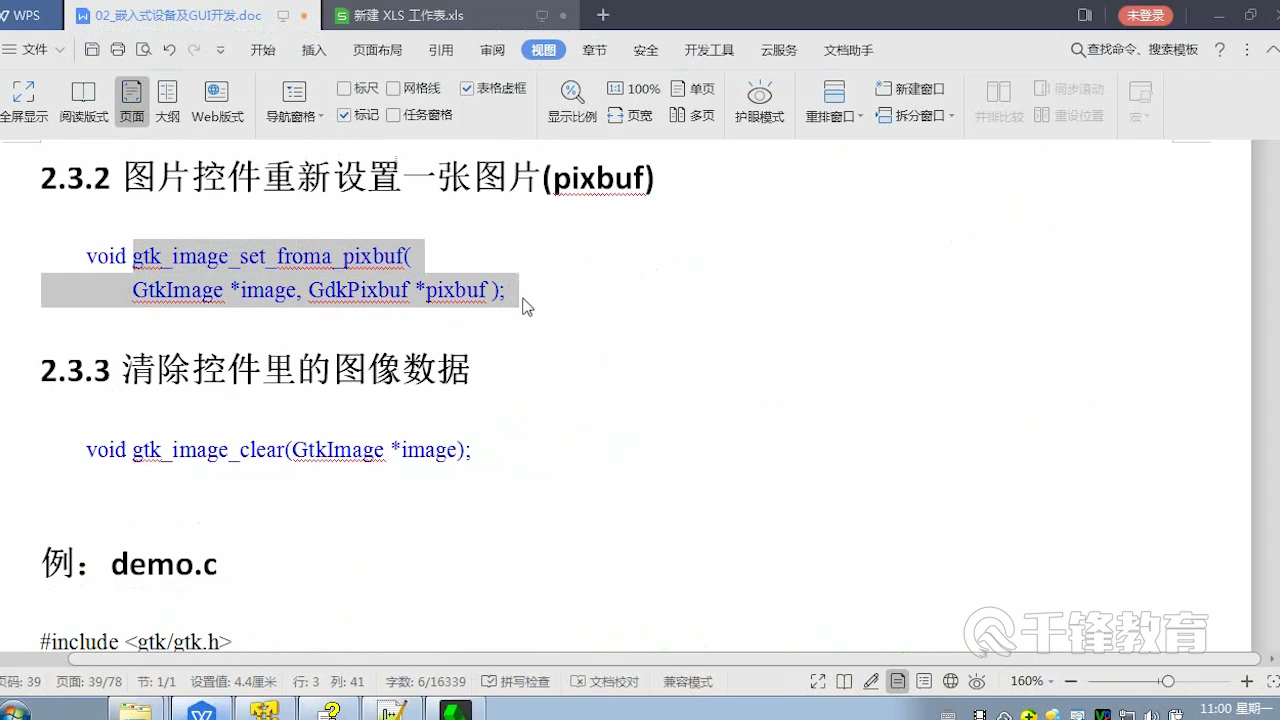 WPS 02_嵌入式设备及GUI开发.doc 新建 XLS 工作表.xls 未登录
文件 开始 插入 页面布局 引用 审阅 视图 章节 安全 开发工具 云服务 文档助手 查找命令、搜索模板
标尺 网格线 表格虚框 1:1 100% 单页 新建窗口 同步滚动
全屏显示 阅读版式 页面 大纲 Web版式 导航窗格 标记 任务窗格 显示比例 页宽 多页 护眼模式 重排窗口 拆分窗口 并排比较 重设位置 宏
2.3.2 图片控件重新设置一张图片(pixbuf)
void gtk_image_set_froma_pixbuf(
GtkImage *image, GdkPixbuf *pixbuf );
2.3.3 清除控件里的图像数据
void gtk_image_clear(GtkImage *image);
例：demo.c
#include <gtk/gtk.h>
千锋教育
页码: 39 页面: 39/78 节: 1/1 设置值: 4.4厘米 行: 3 列: 41 字数: 6/16339 拼写检查 文档校对 兼容模式 160%
11:00 星期一